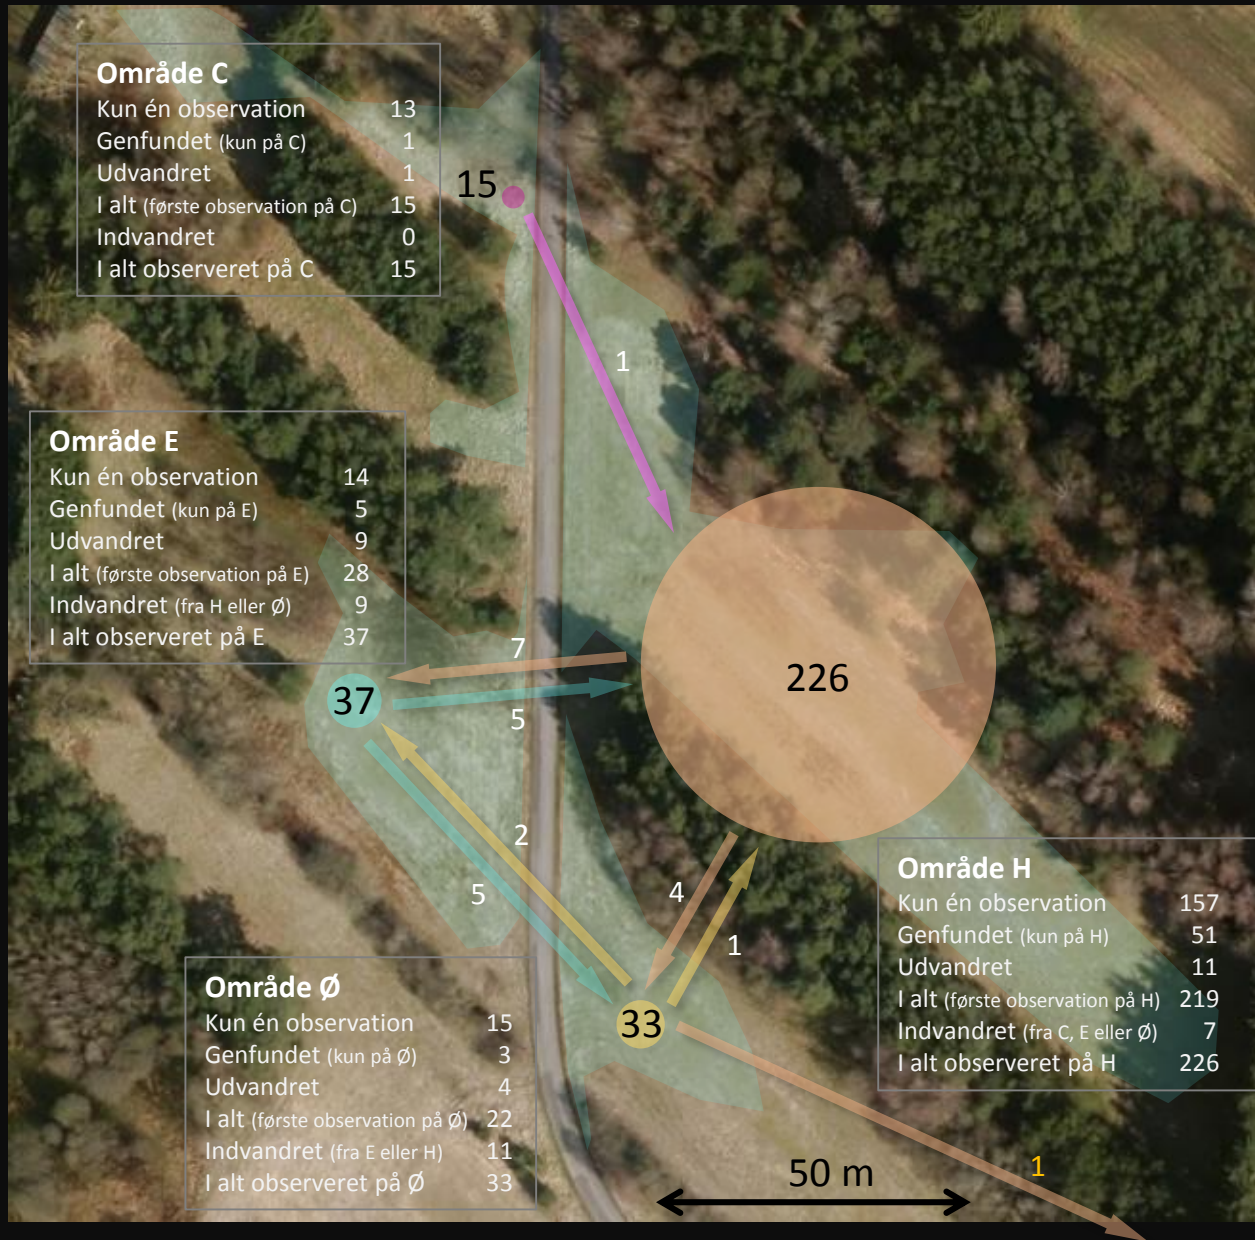 Område C
Kun én observation 13
Genfundet (kun på C) 1
Udvandret 1
I alt (første observation på C) 15
Indvandret 0
I alt observeret på C 15
15
1
Område E
Kun én observation 14
Genfundet (kun på E) 5
Udvandret 9
I alt (første observation på E) 28
Indvandret (fra H eller Ø) 9
I alt observeret på E 37
7
226
37
5
2
5
4
1
33
Område H
Kun én observation 157
Genfundet (kun på H) 51
Udvandret 11
I alt (første observation på H) 219
Indvandret (fra C, E eller Ø) 7
I alt observeret på H 226
Område Ø
Kun én observation 15
Genfundet (kun på Ø) 3
Udvandret 4
I alt (første observation på Ø) 22
Indvandret (fra E eller H) 11
I alt observeret på Ø 33
50 m
1